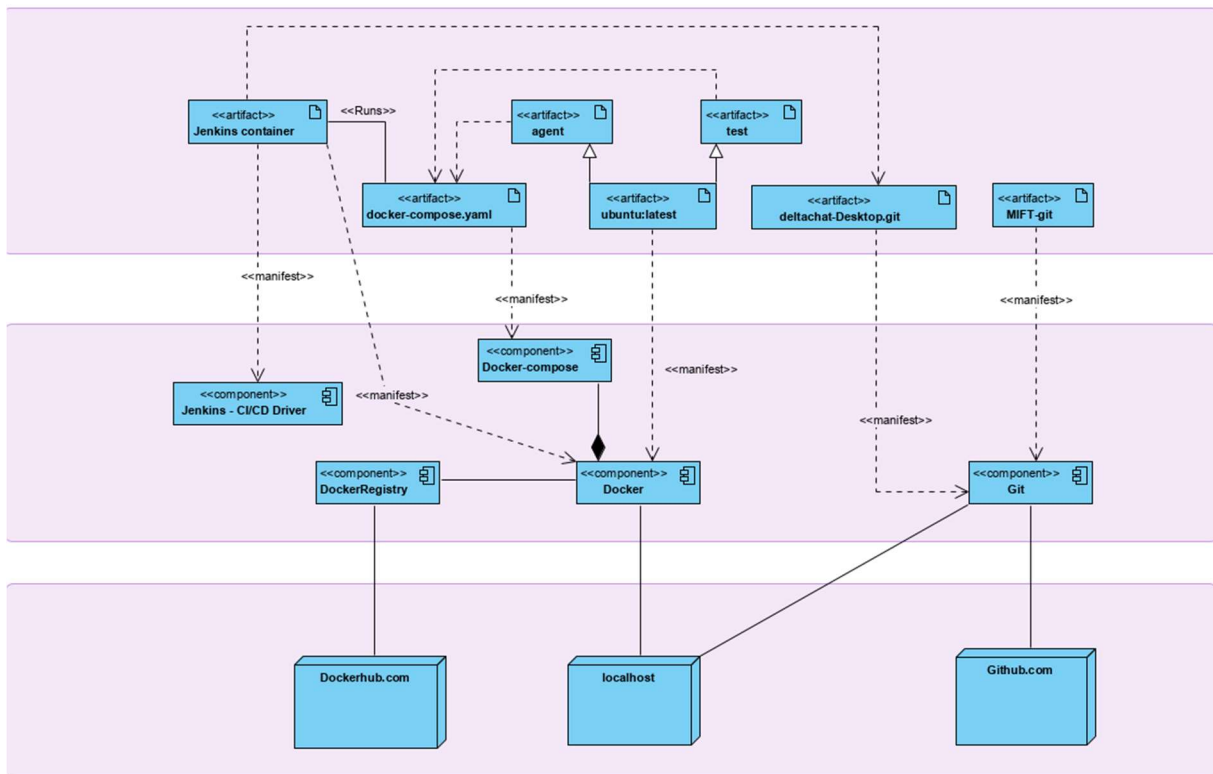 <<artifact>>
Jenkins container
<<Runs>>
<<artifact>>
agent
<<artifact>>
test
<<artifact>>
docker-compose.yaml
<<artifact>>
ubuntu:latest
<<artifact>>
deltachat-Desktop.git
<<artifact>>
MIFT-git
<<manifest>>
<<manifest>>
<<manifest>>
<<component>>
Docker-compose
<<manifest>>
<<component>>
Jenkins - CI/CD Driver
<<manifest>>
<<manifest>>
<<component>>
DockerRegistry
<<component>>
Docker
<<component>>
Git
Dockerhub.com
localhost
Github.com